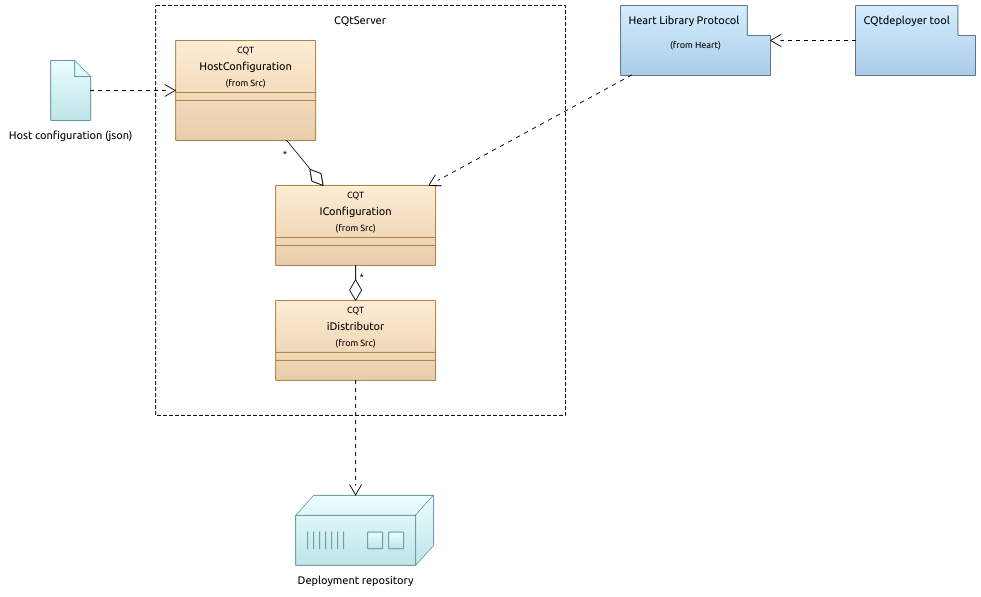 CQtServer
Heart Library Protocol
(from Heart)
CQtdeployer tool
CQT
HostConfiguration
(from Src)
Host configuration (json)
*
CQT
IConfiguration
(from Src)
*
CQT
iDistributor
(from Src)
Deployment repository